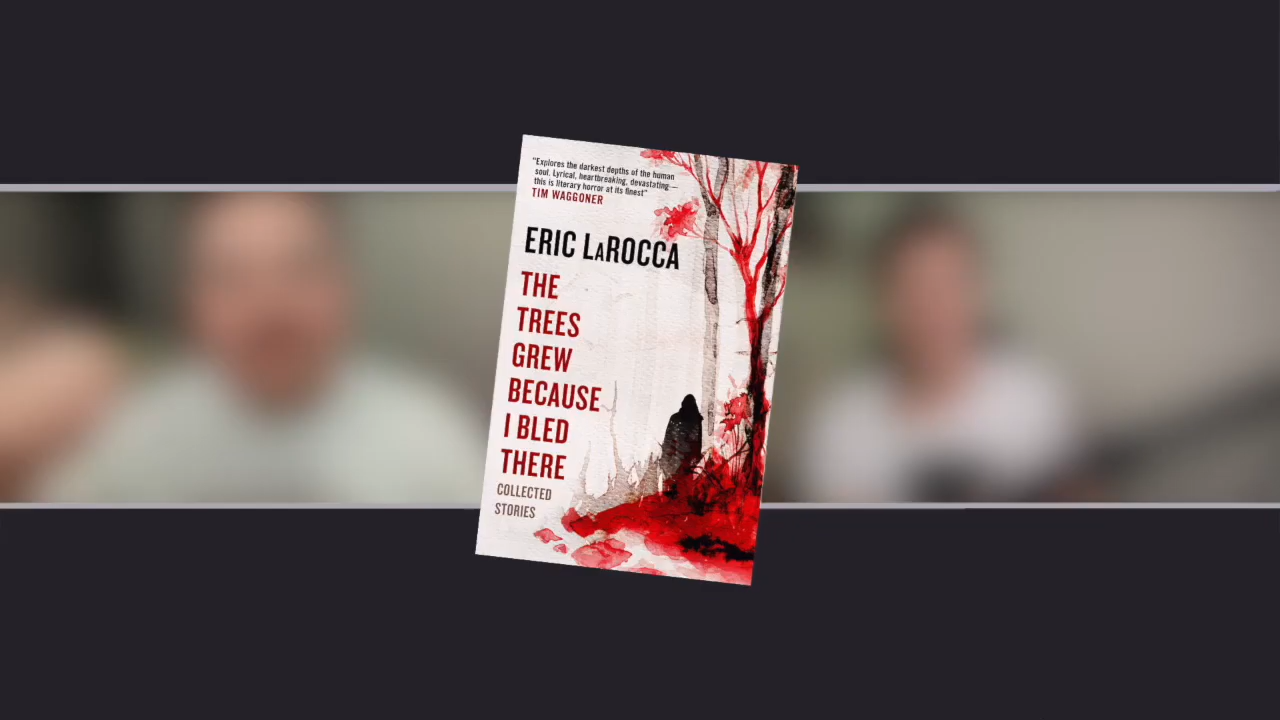 "Explores the darkest depths of the human
soul. Lyrical, heartbreaking, devastating—
this is literary horror at its finest"
TIM WAGGONER
ERIC LAROCCA
THE
TREES
GREW
BECAUSE
I BLED
THERE
COLLECTED
STORIES